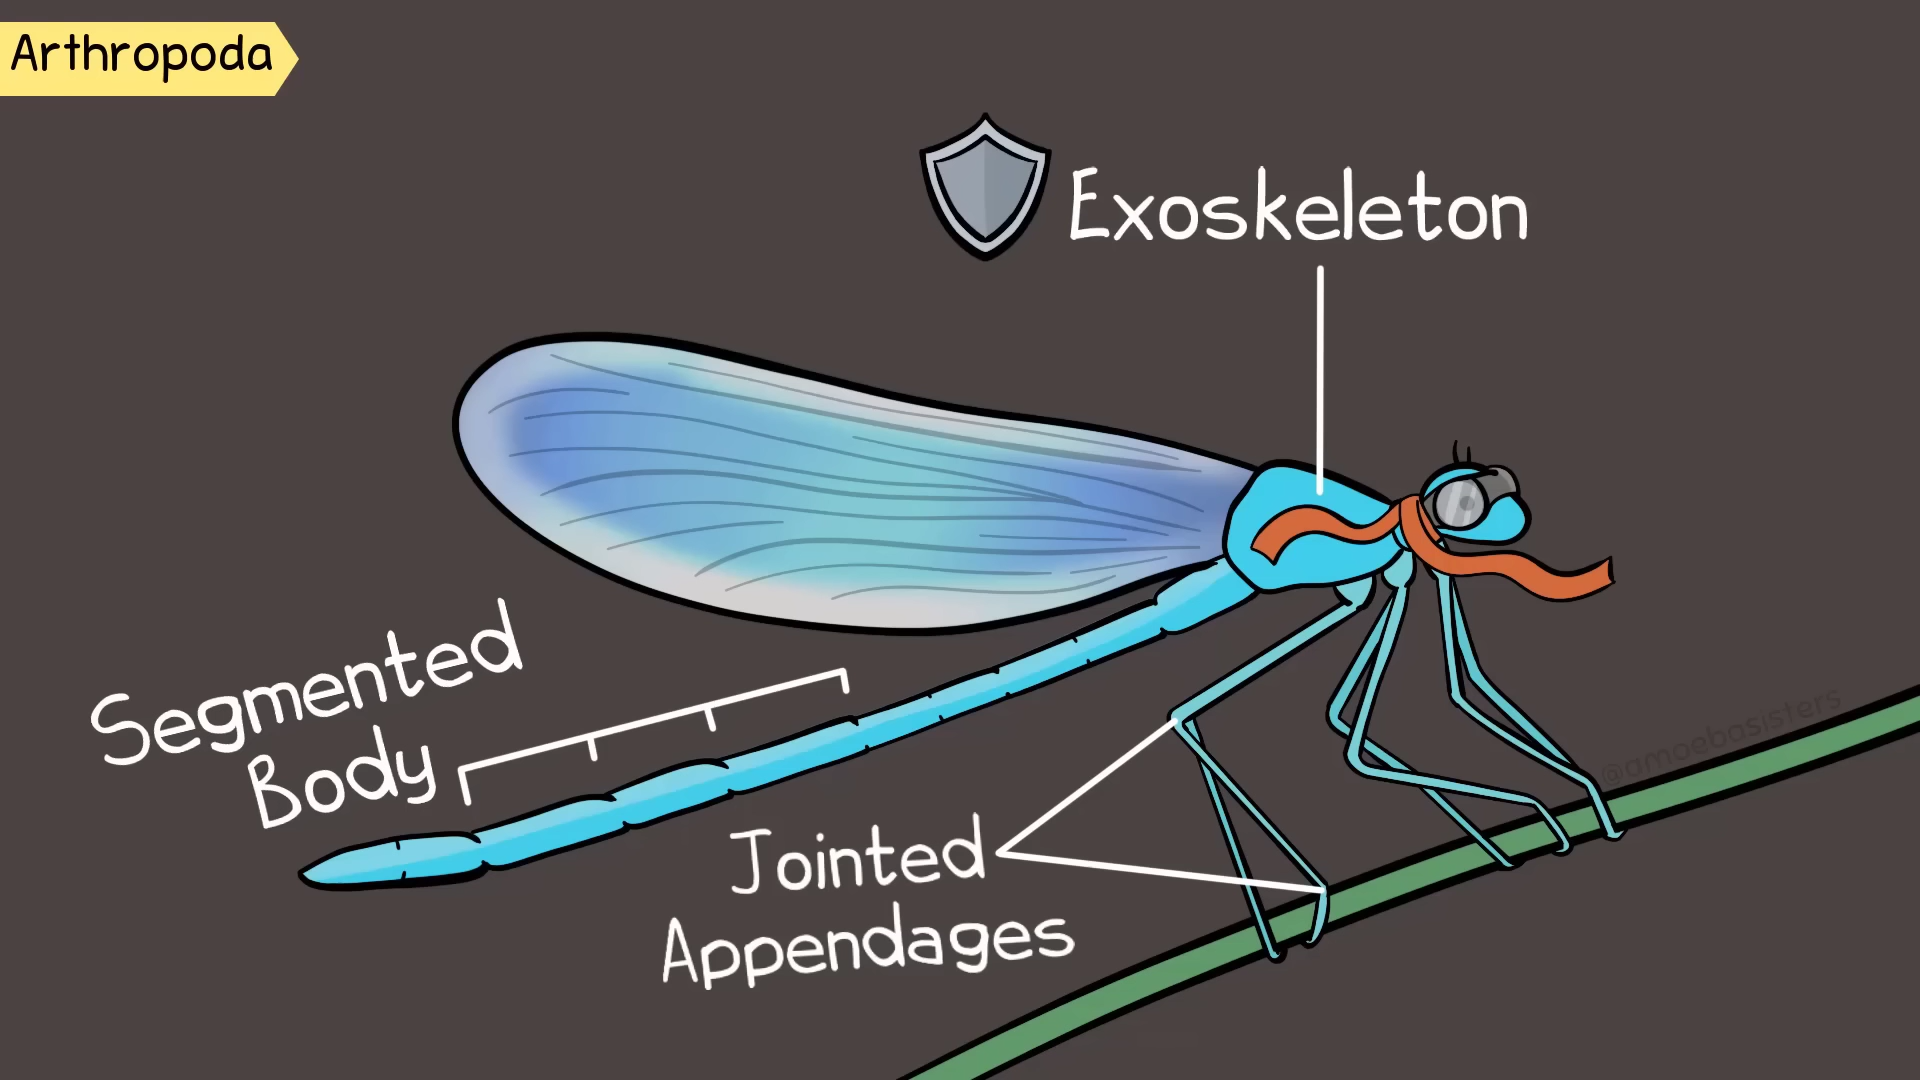 Arthropoda
Exoskeleton
Segmented
Body
Jointed
Appendages
@amoebasisters